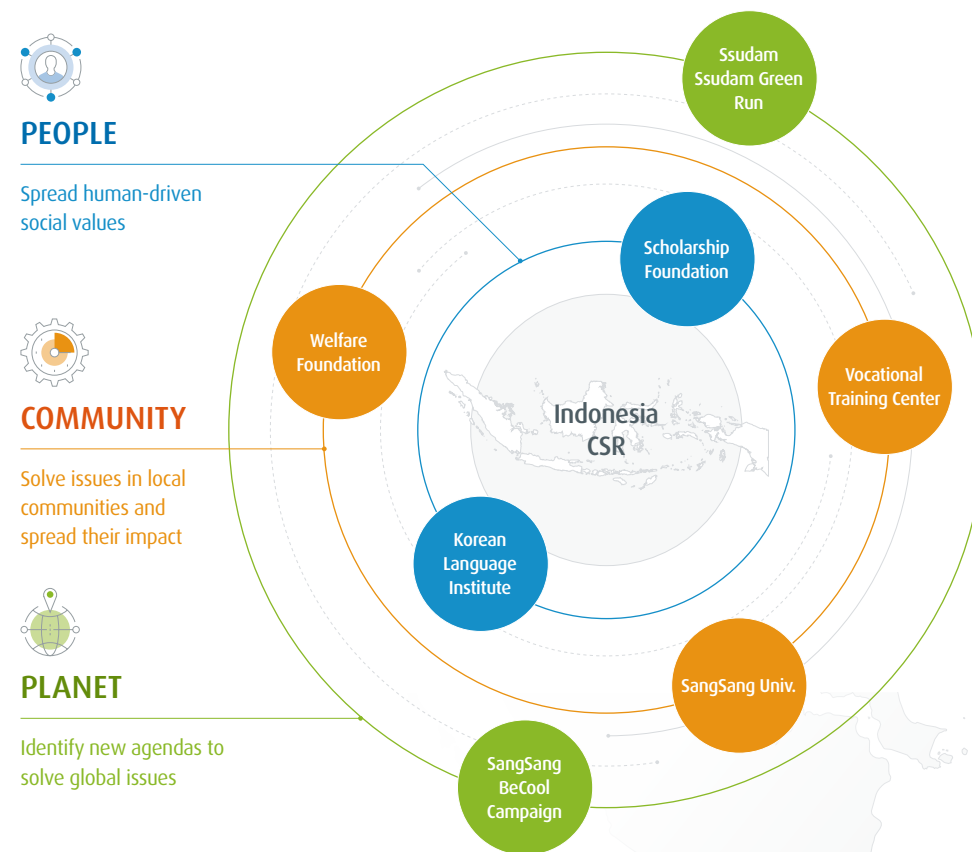 PEOPLE
Spread human-driven
social values
COMMUNITY
Solve issues in local
communities and
spread their impact
PLANET
Identify new agendas to
solve global issues
Ssudam
Ssudam Green
Run
Scholarship
Foundation
Welfare
Foundation
Vocational
Training Center
Indonesia
CSR
Korean
Language
Institute
SangSang Univ.
SangSang
BeCool
Campaign